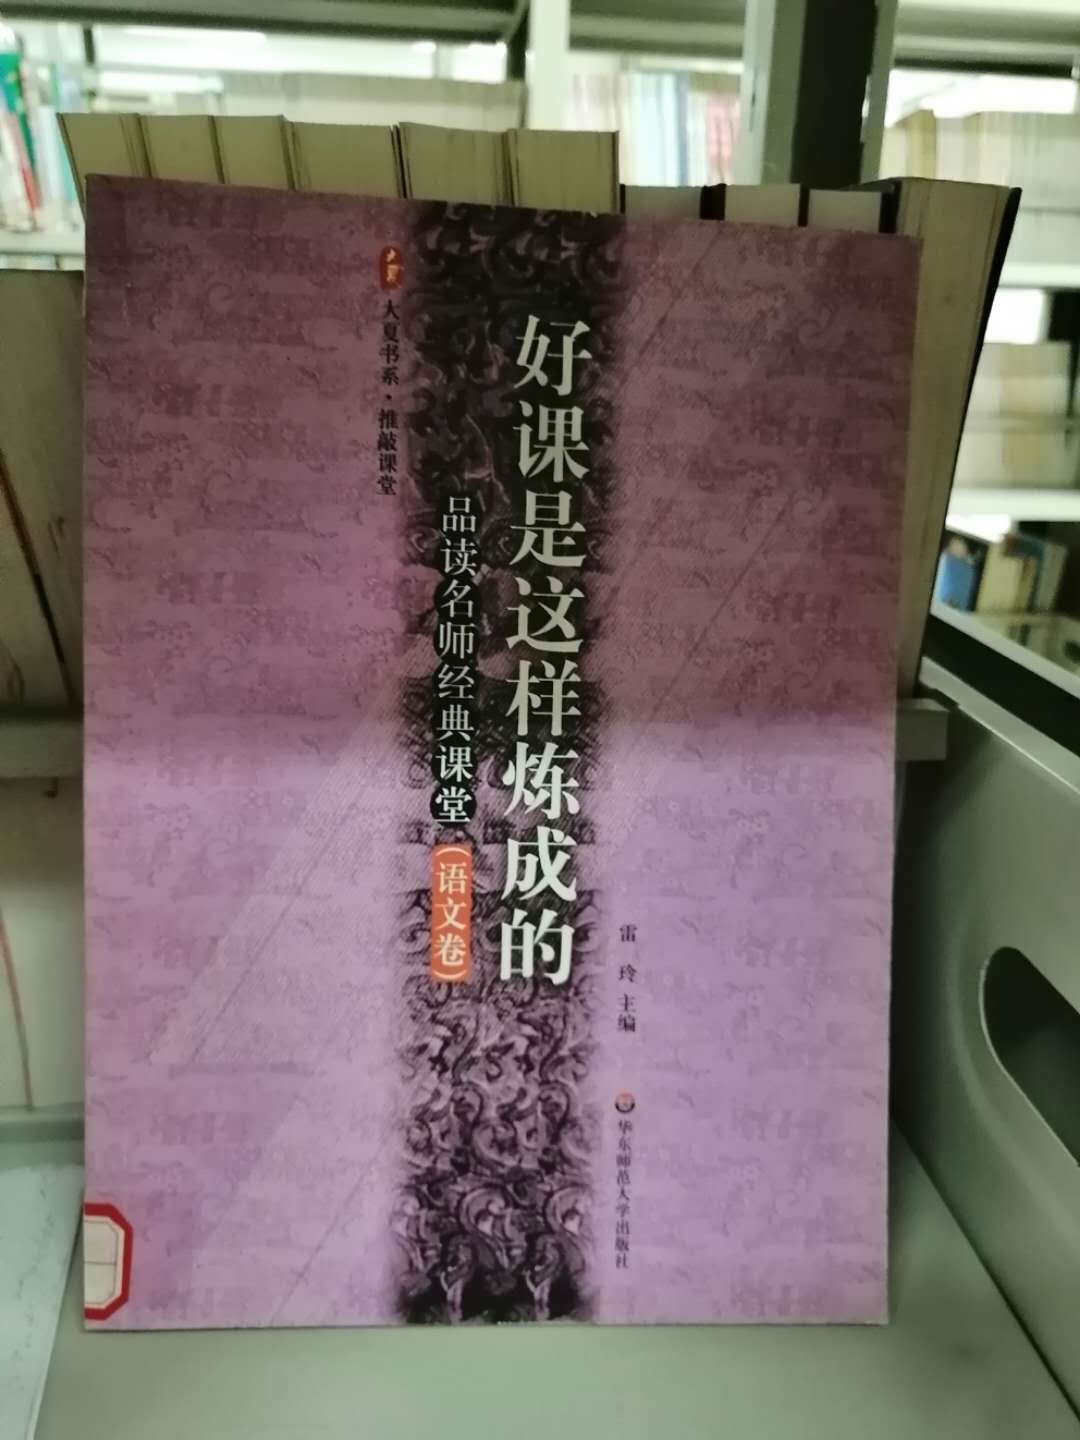 大夏书系·推敲课堂
好课是这样炼成的
品读名师经典课堂
(语文卷)
雷 玲 主编
华东师范大学出版社